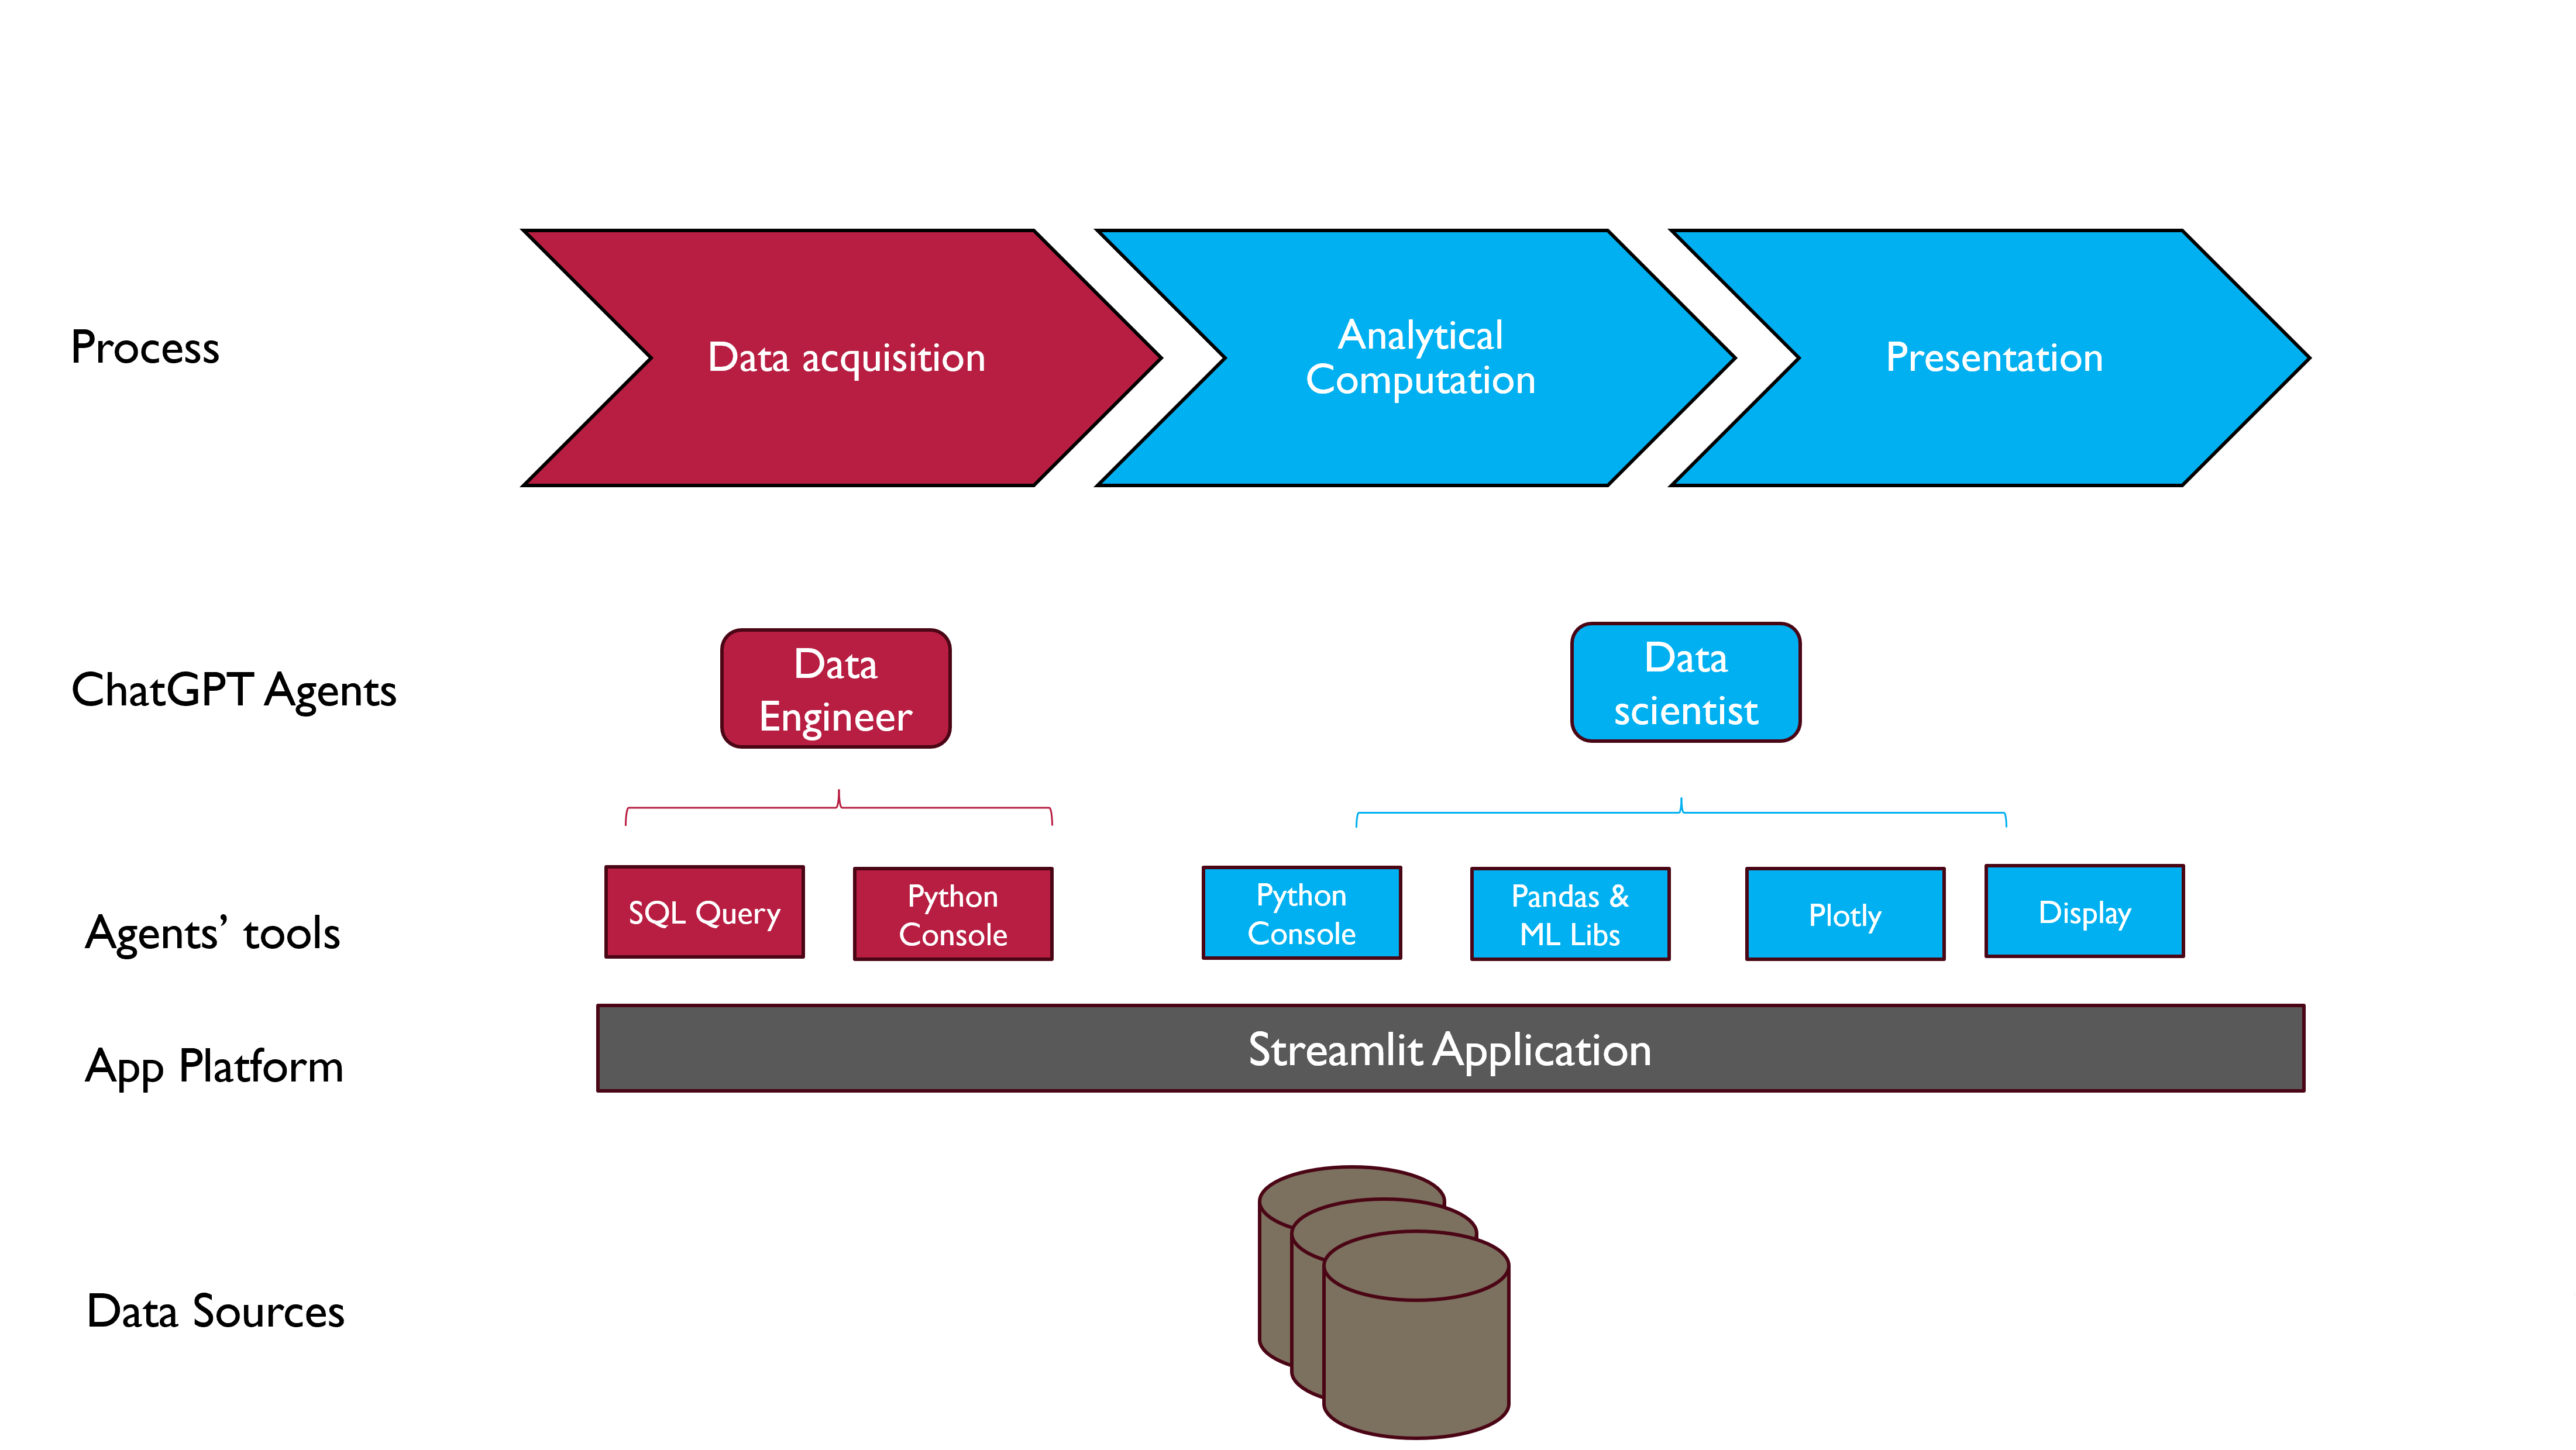 Process
Data acquisition
Analytical
Computation
Presentation
ChatGPT Agents
Data
Engineer
Data
scientist
Agents’ tools
SQL Query
Python
Console
Python
Console
Pandas &
ML Libs
Plotly
Display
App Platform
Streamlit Application
Data Sources